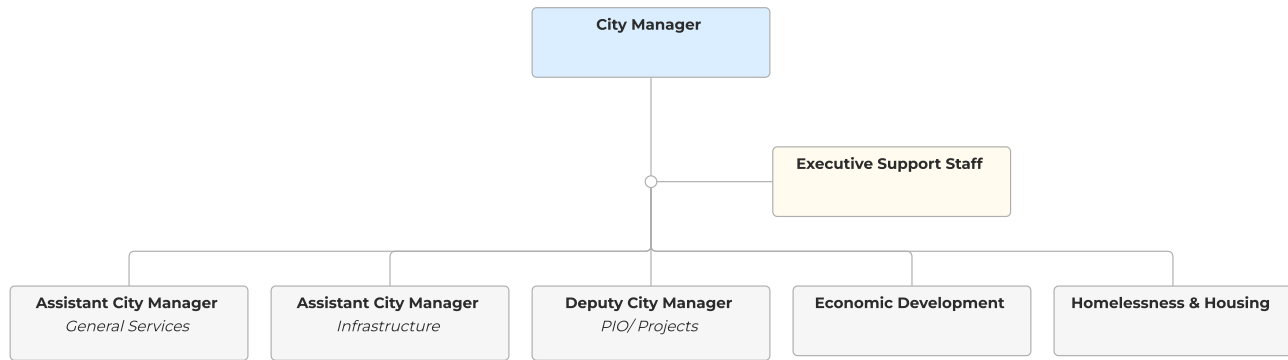 City Manager
Executive Support Staff
Assistant City Manager
General Services
Assistant City Manager
Infrastructure
Deputy City Manager
PIO/ Projects
Economic Development
Homelessness & Housing